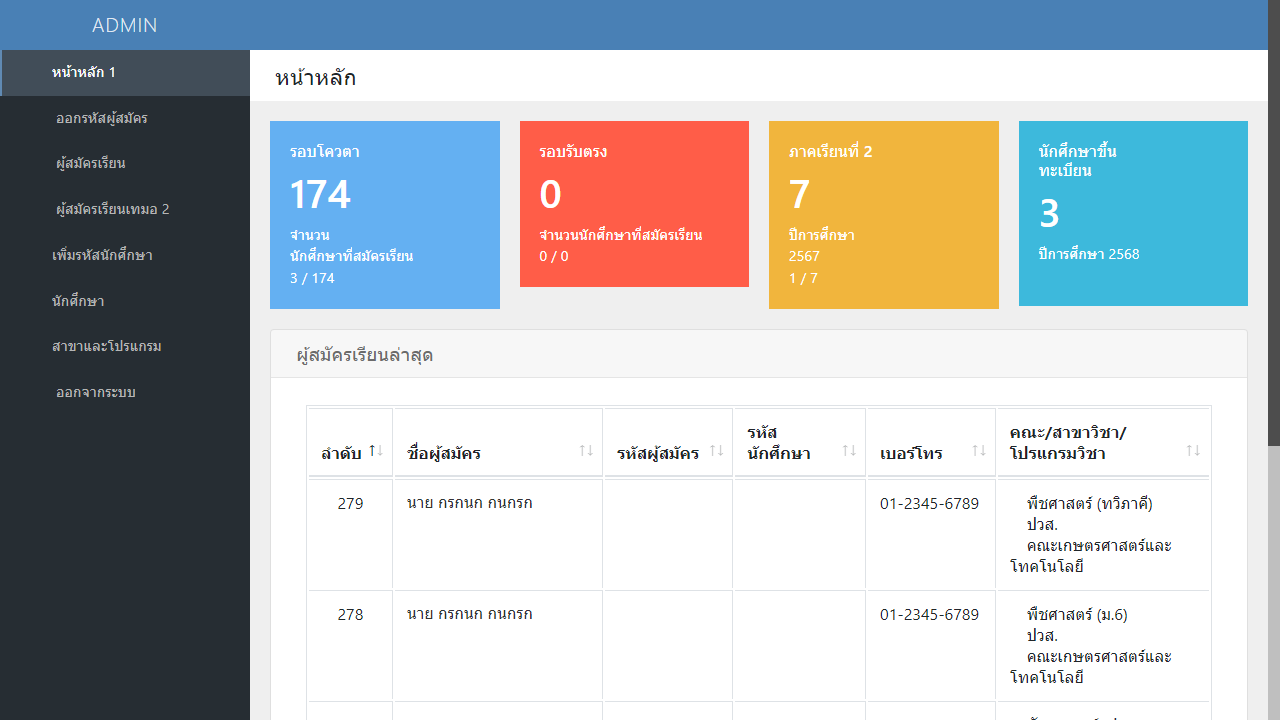 ADMIN
หน้าหลัก 1
ออกรหัสผู้สมัคร
ผู้สมัครเรียน
ผู้สมัครเรียนเทมอ 2
เพิ่มรหัสนักศึกษา
นักศึกษา
สาขาและโปรแกรม
ออกจากระบบ
หน้าหลัก
รอบโควตา
174
จำนวน
นักศึกษาที่สมัครเรียน
3 / 174
รอบรับตรง
0
จำนวนนักศึกษาที่สมัครเรียน
0 / 0
ภาคเรียนที่ 2
7
ปีการศึกษา
2567
1 / 7
นักศึกษาขึ้น
ทะเบียน
3
ปีการศึกษา 2568
ผู้สมัครเรียนล่าสุด
ลำดับ ชื่อผู้สมัคร รหัสผู้สมัคร รหัส
นักศึกษา เบอร์โทร คณะ/สาขาวิชา/
โปรแกรมวิชา
279 นาย กรกนก กนกรก 01-2345-6789 พืชศาสตร์ (ทวิภาคี)
ปวส.
คณะเกษตรศาสตร์และ
โทคโนโลยี
278 นาย กรกนก กนกรก 01-2345-6789 พืชศาสตร์ (ม.6)
ปวส.
คณะเกษตรศาสตร์และ
โทคโนโลยี